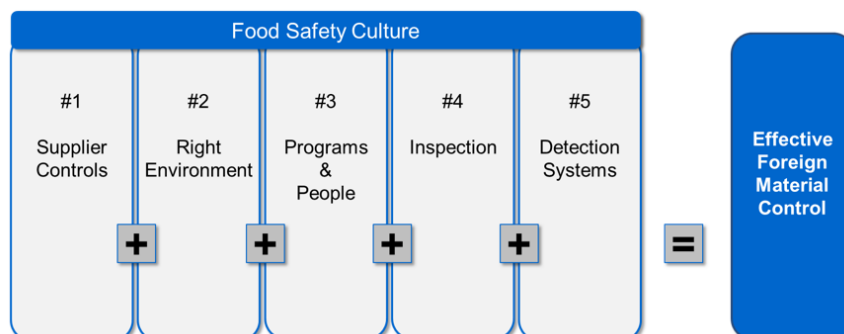 Food Safety Culture
#1
Supplier
Controls
#2
Right
Environment
#3
Programs
&
People
#4
Inspection
#5
Detection
Systems
+
+
+
+
=
Effective
Foreign
Material
Control